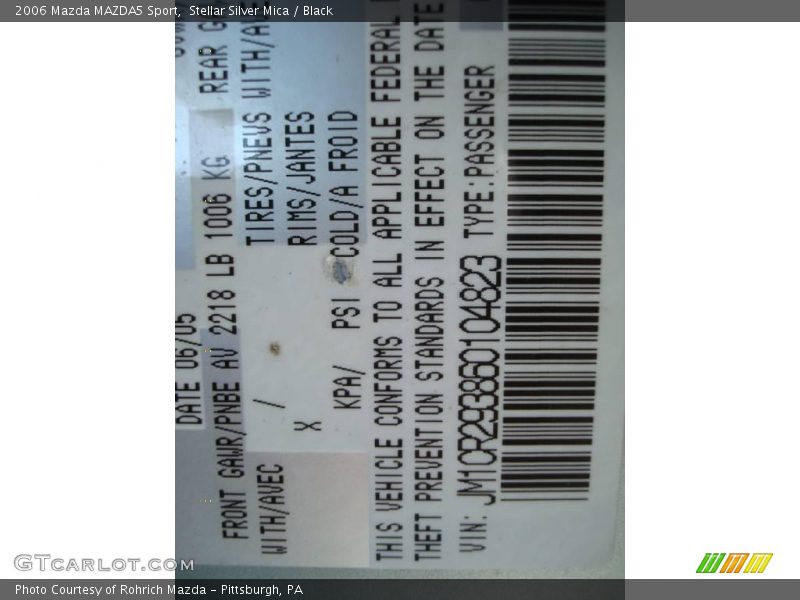 2006 Mazda MAZDA5 Sport, Stellar Silver Mica / Black
DATE 06/05
FRONT GAWR/PNBE AV 2218 LB 1006 KG REAR
WITH/AVEC / TIRES/PNEUS WITH/AVE
X RIMS/JANTES
KPA/ PSI COLD/A FROID
THIS VEHICLE CONFORMS TO ALL APPLICABLE FEDERAL
THEFT PREVENTION STANDARDS IN EFFECT ON THE DATE
VIN: JM1CR293860104823 TYPE:PASSENGER
GTCarLot.com
Photo Courtesy of Rohrich Mazda - Pittsburgh, PA